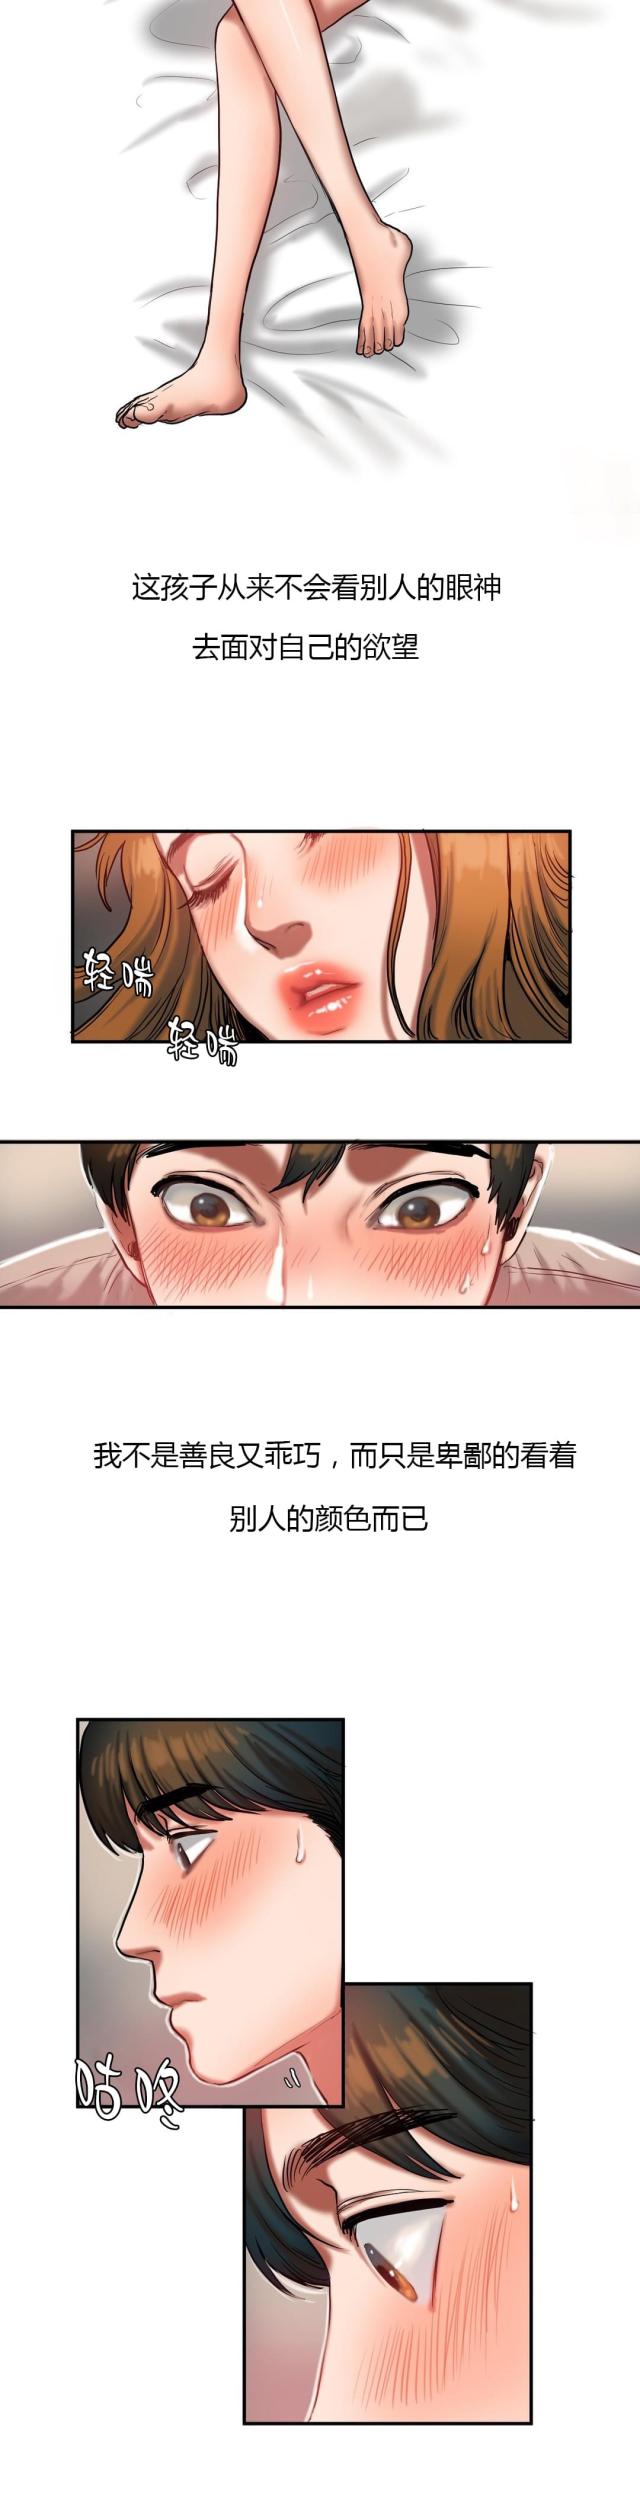 这孩子从来不会看别人的眼神
去面对自己的欲望
轻喘
轻喘
我不是善良又乖巧，而只是卑鄙的看着
别人的颜色而已
咕咚